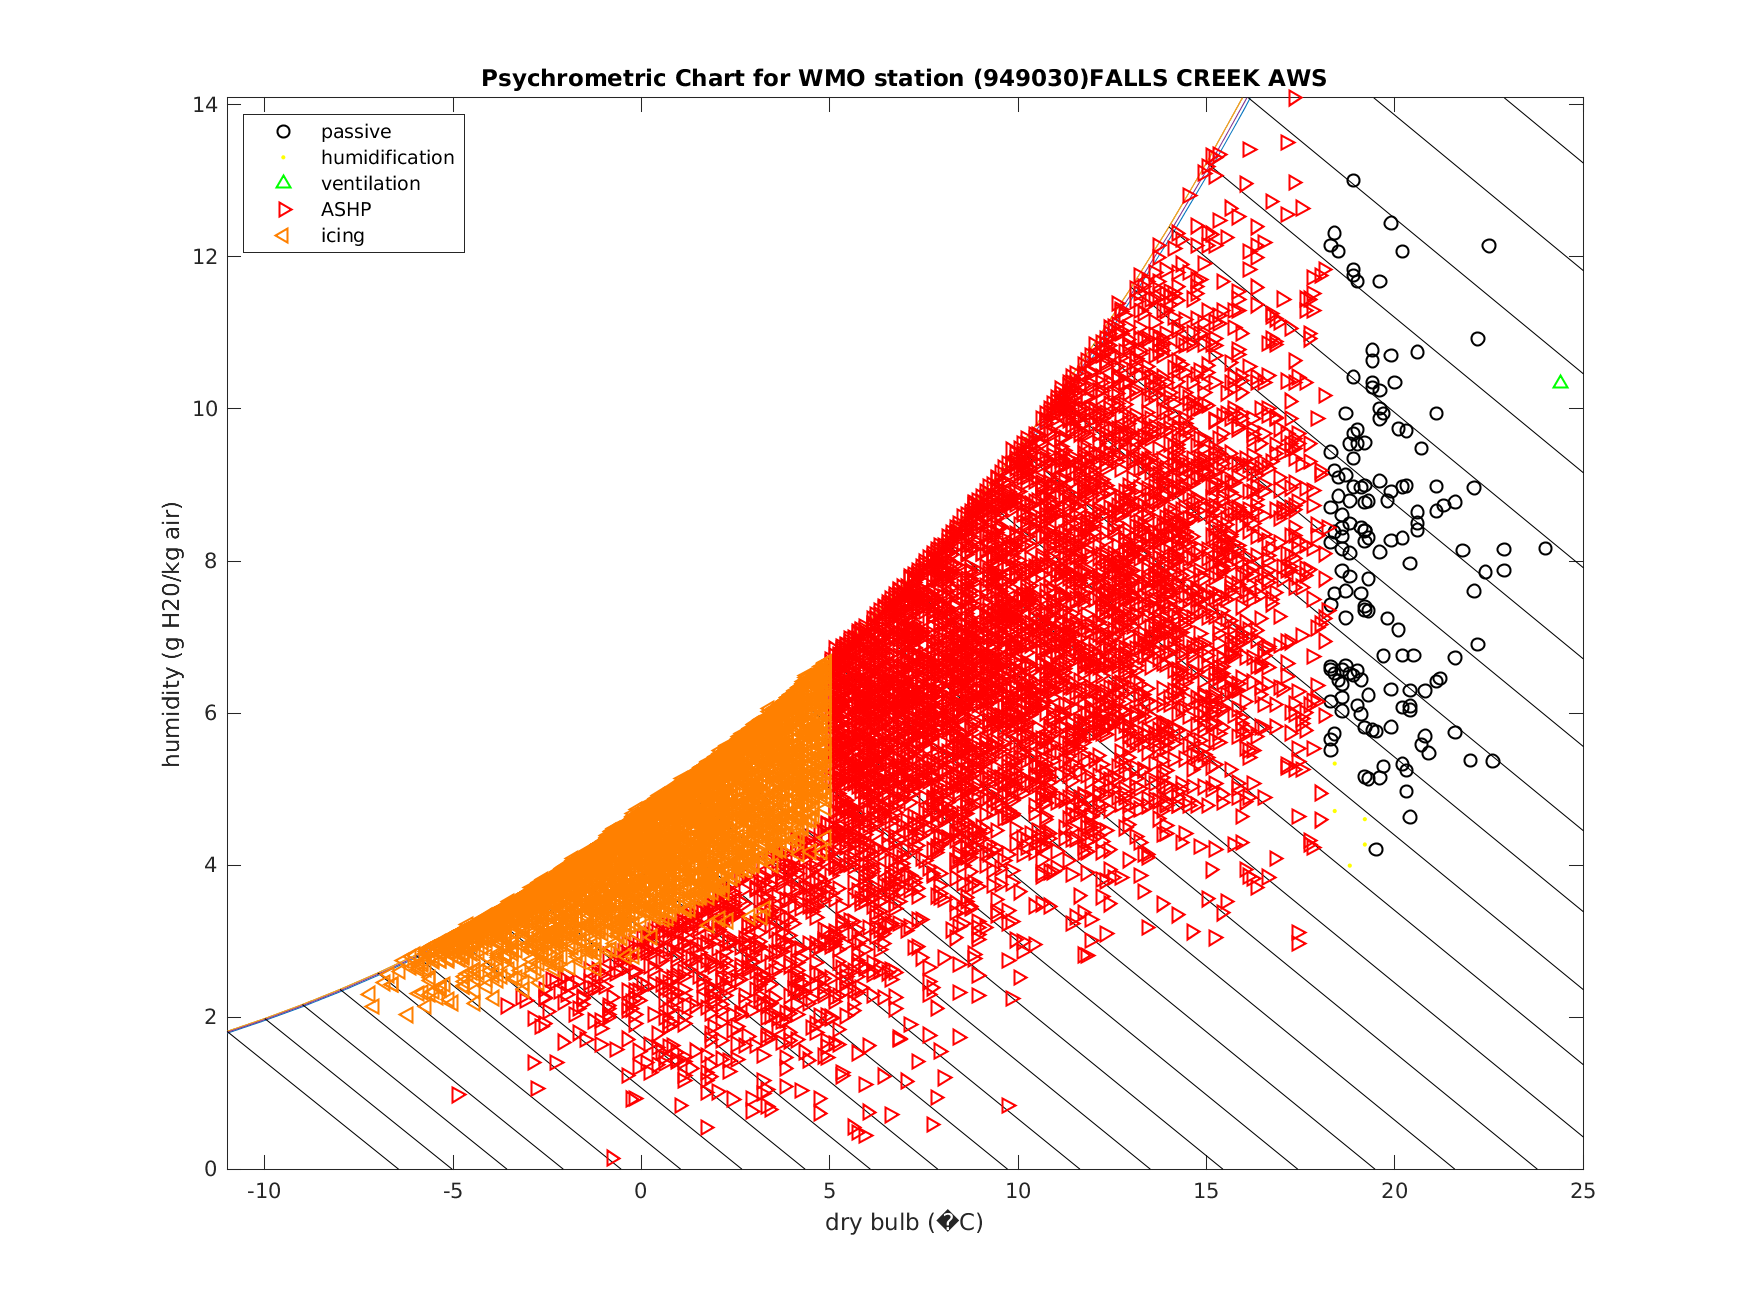 Psychrometric Chart for WMO station (949030)FALLS CREEK AWS
passive
humidification
ventilation
ASHP
icing
14
12
10
8
6
4
2
0
humidity (g H20/kg air)
-10
-5
0
5
10
15
20
25
dry bulb (�C)